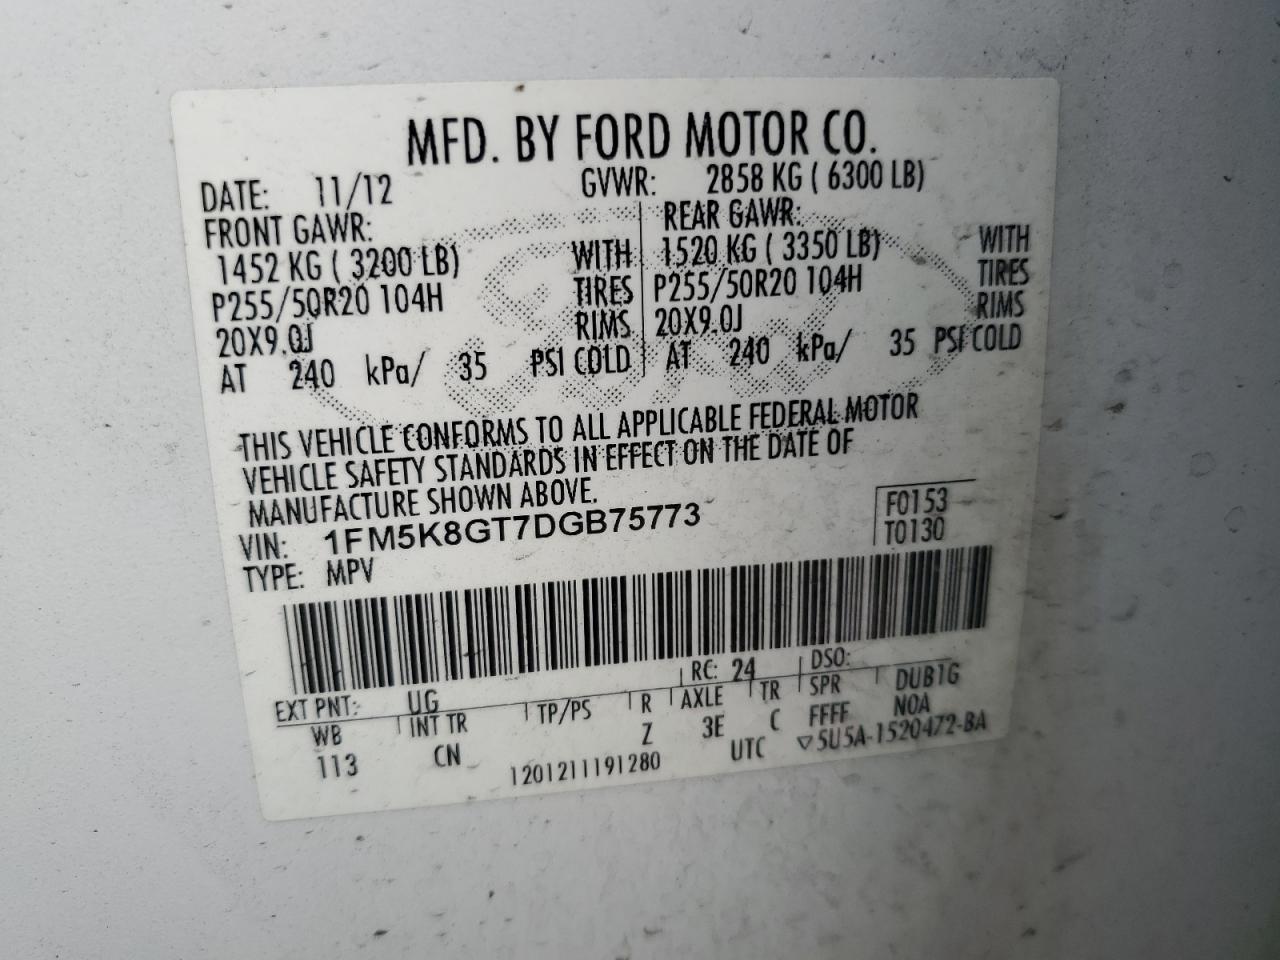 MFD. BY FORD MOTOR CO.
DATE: 11/12 GVWR: 2858 KG ( 6300 LB)
FRONT GAWR: REAR GAWR:
1452 KG ( 3200 LB) WITH 1520 KG ( 3350 LB) WITH
P255/50R20 104H TIRES P255/50R20 104H TIRES
20X9.0J RIMS 20X9.0J RIMS
AT 240 kPa/ 35 PSI COLD AT 240 kPa/ 35 PSI COLD
THIS VEHICLE CONFORMS TO ALL APPLICABLE FEDERAL MOTOR
VEHICLE SAFETY STANDARDS IN EFFECT ON THE DATE OF
MANUFACTURE SHOWN ABOVE.
VIN: 1FM5K8GT7DGB75773 F0153
TYPE: MPV T0130
EXT PNT: UG RC: 24 DSO:
WB INT TR TP/PS R AXLE TR SPR DUB1G
113 CN Z 3E C FFFF NOA
1201211191280 UTC ▽5U5A-1520472-BA